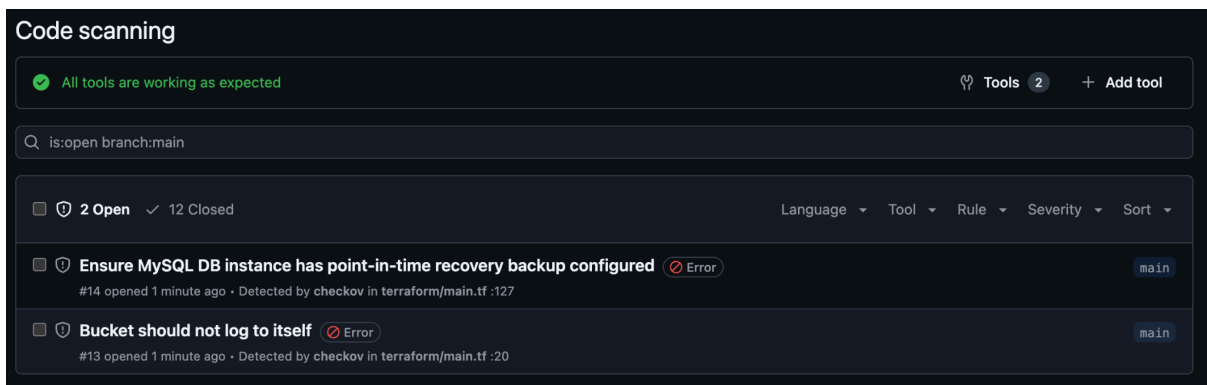 Code scanning
All tools are working as expected Tools 2 + Add tool
is:open branch:main
2 Open 12 Closed Language Tool Rule Severity Sort
Ensure MySQL DB instance has point-in-time recovery backup configured Error main
#14 opened 1 minute ago • Detected by checkov in terraform/main.tf :127
Bucket should not log to itself Error main
#13 opened 1 minute ago • Detected by checkov in terraform/main.tf :20